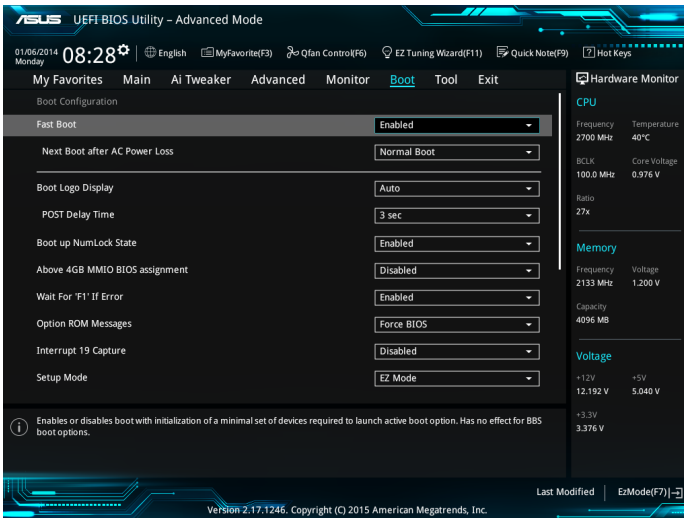 ASUS UEFI BIOS Utility – Advanced Mode
01/06/2014 Monday 08:28 English MyFavorite(F3) Qfan Control(F6) EZ Tuning Wizard(F11) Quick Note(F9) ? Hot Keys
My Favorites Main Ai Tweaker Advanced Monitor Boot Tool Exit
Hardware Monitor
Boot Configuration
Fast Boot Enabled
Next Boot after AC Power Loss Normal Boot
Boot Logo Display Auto
POST Delay Time 3 sec
Boot up NumLock State Enabled
Above 4GB MMIO BIOS assignment Disabled
Wait For 'F1' If Error Enabled
Option ROM Messages Force BIOS
Interrupt 19 Capture Disabled
Setup Mode EZ Mode
CPU
Frequency Temperature
2700 MHz 40°C
BCLK Core Voltage
100.0 MHz 0.976 V
Ratio
27x
Memory
Frequency Voltage
2133 MHz 1.200 V
Capacity
4096 MB
Voltage
+12V +5V
12.192 V 5.040 V
+3.3V
3.376 V
i Enables or disables boot with initialization of a minimal set of devices required to launch active boot option. Has no effect for BBS
boot options.
Last Modified EzMode(F7)
Version 2.17.1246. Copyright (C) 2015 American Megatrends, Inc.